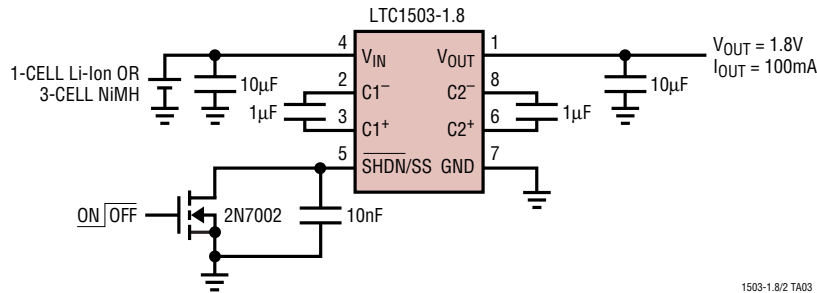 LTC1503-1.8
4
VIN
VOUT
1
VOUT = 1.8V
IOUT = 100mA
1-CELL Li-Ion OR
3-CELL NiMH
10µF
2
C1–
C2–
8
10µF
1µF
1µF
3
C1+
C2+
6
5
SHDN/SS
GND
7
ON OFF
2N7002
10nF
1503-1.8/2 TA03